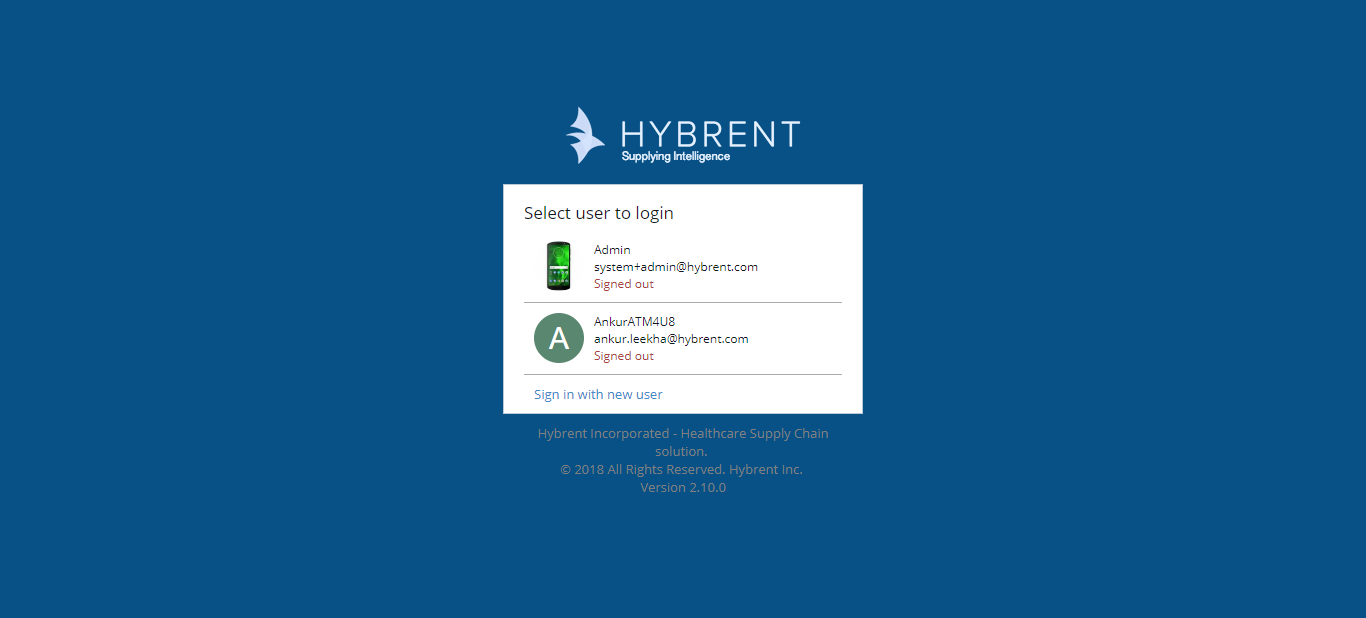 HYBRENT
Supplying Intelligence
Select user to login
Admin
system+admin@hybrent.com
Signed out
A
AnkurATM4U8
ankur.leekha@hybrent.com
Signed out
Sign in with new user
Hybrent Incorporated - Healthcare Supply Chain
solution.
© 2018 All Rights Reserved. Hybrent Inc.
Version 2.10.0